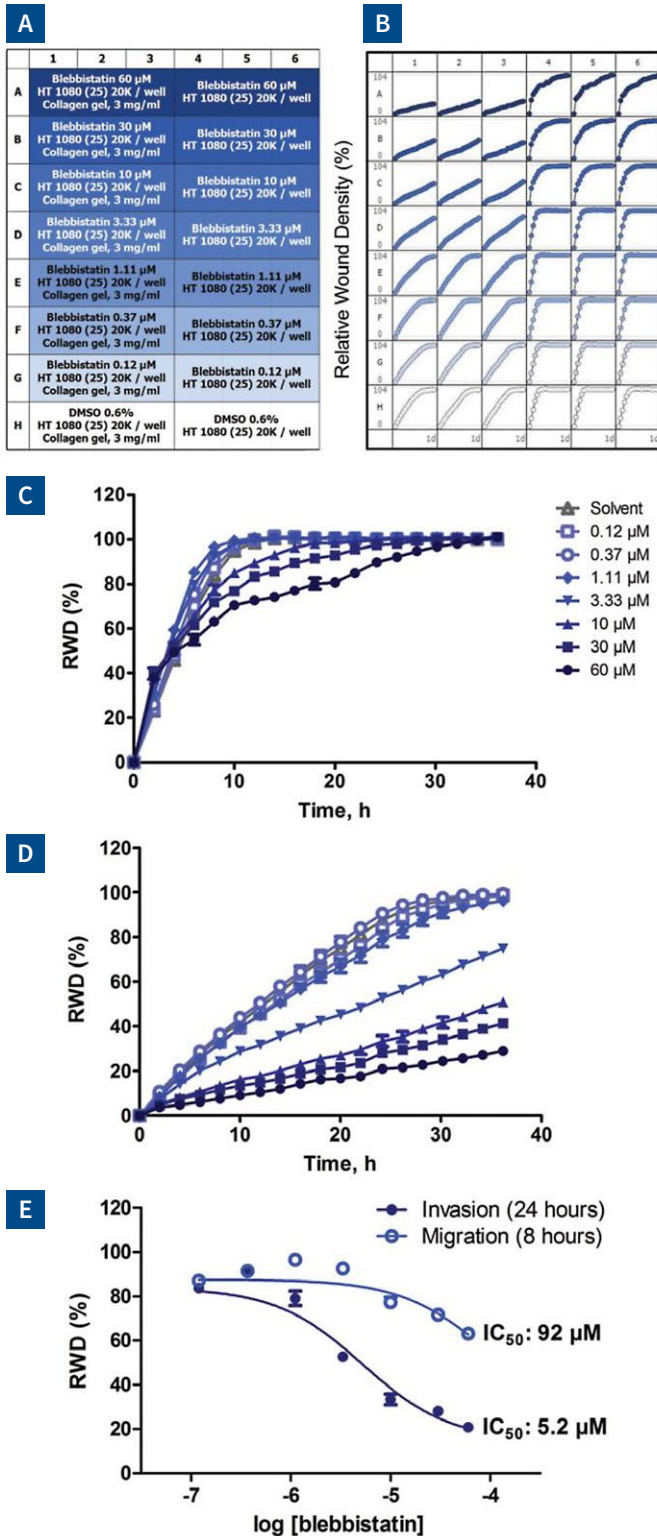 A
1 2 3 4 5 6
A
Blebbistatin 60 µM
HT 1080 (25) 20K / well
Collagen gel, 3 mg/ml
Blebbistatin 60 µM
HT 1080 (25) 20K / well
B
Blebbistatin 30 µM
HT 1080 (25) 20K / well
Collagen gel, 3 mg/ml
Blebbistatin 30 µM
HT 1080 (25) 20K / well
C
Blebbistatin 10 µM
HT 1080 (25) 20K / well
Collagen gel, 3 mg/ml
Blebbistatin 10 µM
HT 1080 (25) 20K / well
D
Blebbistatin 3.33 µM
HT 1080 (25) 20K / well
Collagen gel, 3 mg/ml
Blebbistatin 3.33 µM
HT 1080 (25) 20K / well
E
Blebbistatin 1.11 µM
HT 1080 (25) 20K / well
Collagen gel, 3 mg/ml
Blebbistatin 1.11 µM
HT 1080 (25) 20K / well
F
Blebbistatin 0.37 µM
HT 1080 (25) 20K / well
Collagen gel, 3 mg/ml
Blebbistatin 0.37 µM
HT 1080 (25) 20K / well
G
Blebbistatin 0.12 µM
HT 1080 (25) 20K / well
Collagen gel, 3 mg/ml
Blebbistatin 0.12 µM
HT 1080 (25) 20K / well
H
DMSO 0.6%
HT 1080 (25) 20K / well
Collagen gel, 3 mg/ml
DMSO 0.6%
HT 1080 (25) 20K / well
B
Relative Wound Density (%)
1 2 3 4 5 6
104
A
0
104
B
0
104
C
0
104
D
0
104
E
0
104
F
0
104
G
0
104
H
0
1d 1d 1d 1d 1d 1d
C
RWD (%)
120
100
80
60
40
20
0
0 10 20 30 40
Time, h
Solvent
0.12 µM
0.37 µM
1.11 µM
3.33 µM
10 µM
30 µM
60 µM
D
RWD (%)
120
100
80
60
40
20
0
0 10 20 30 40
Time, h
E
RWD (%)
120
100
80
60
40
20
0
-7 -6 -5 -4
log [blebbistatin]
Invasion (24 hours)
Migration (8 hours)
IC50: 92 µM
IC50: 5.2 µM